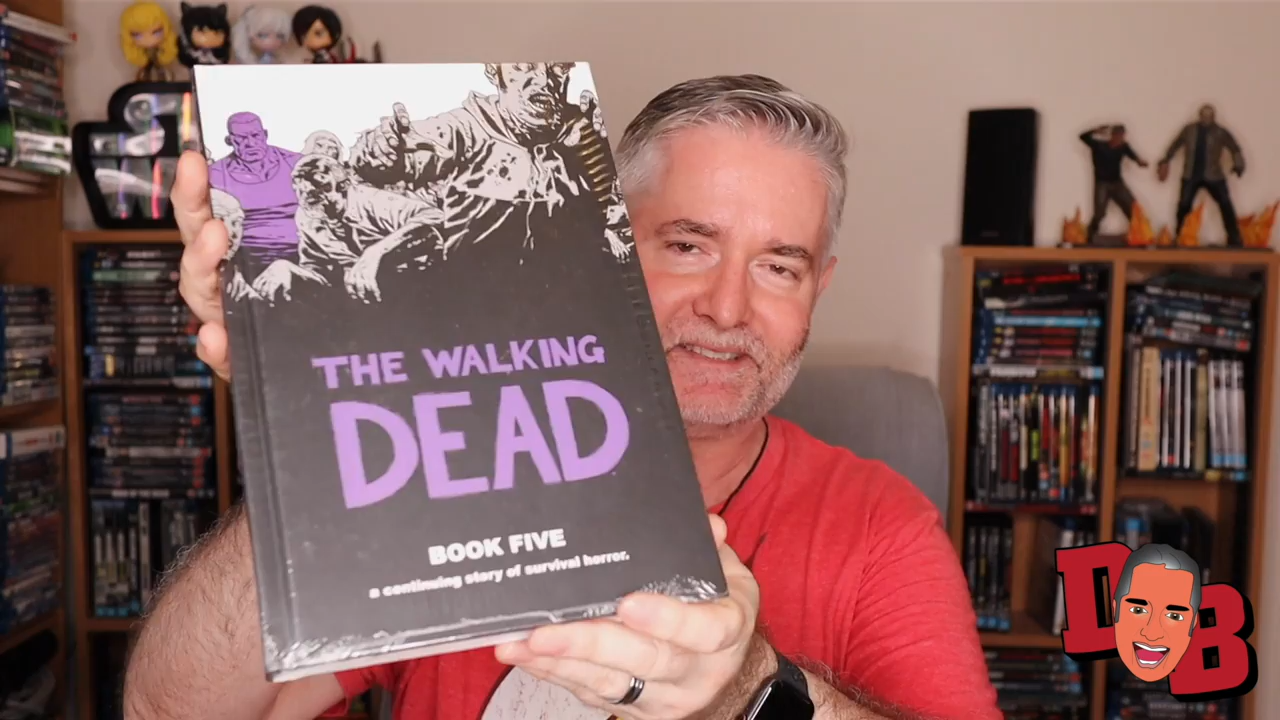 THE WALKING
DEAD
BOOK FIVE
a continuing story of survival horror.
DB